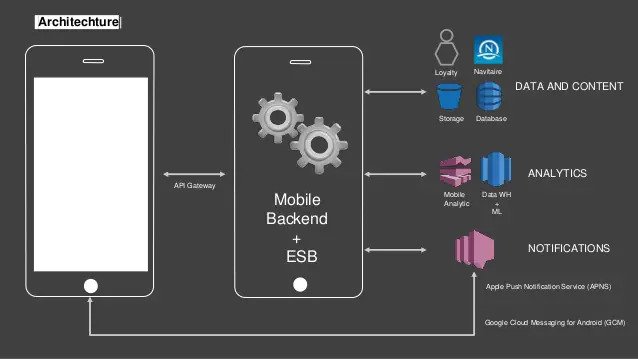 Architechture
Loyalty
Navitaire
DATA AND CONTENT
Storage
Database
API Gateway
Mobile
Backend
+
ESB
Mobile
Analytic
Data WH
+
ML
ANALYTICS
NOTIFICATIONS
Apple Push Notification Service (APNS)
Google Cloud Messaging for Android (GCM)